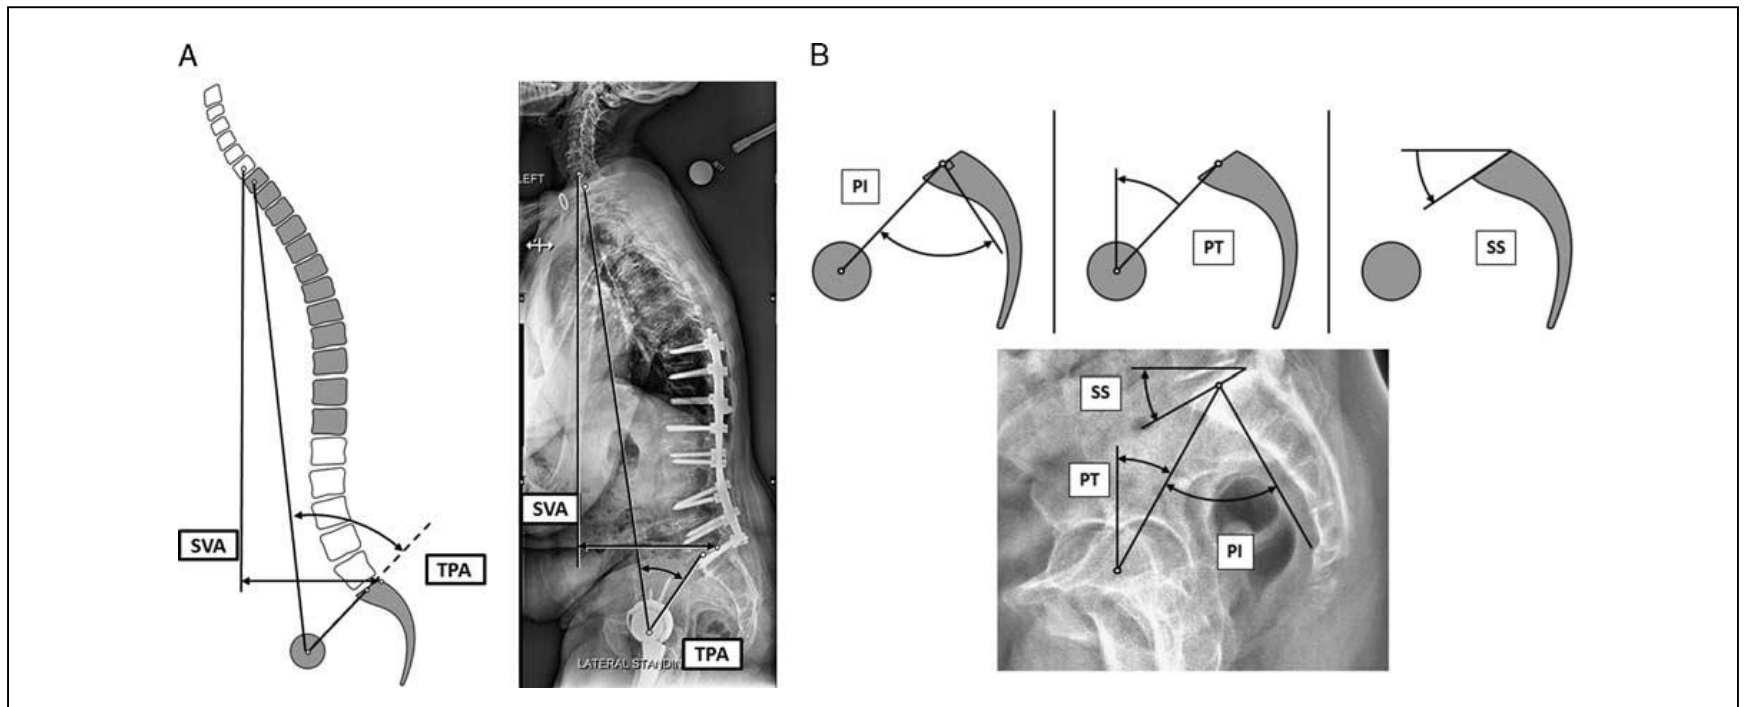 A
SVA
TPA
LEFT
SVA
TPA
LATERAL STANDIN
B
PI
PT
SS
SS
PT
PI